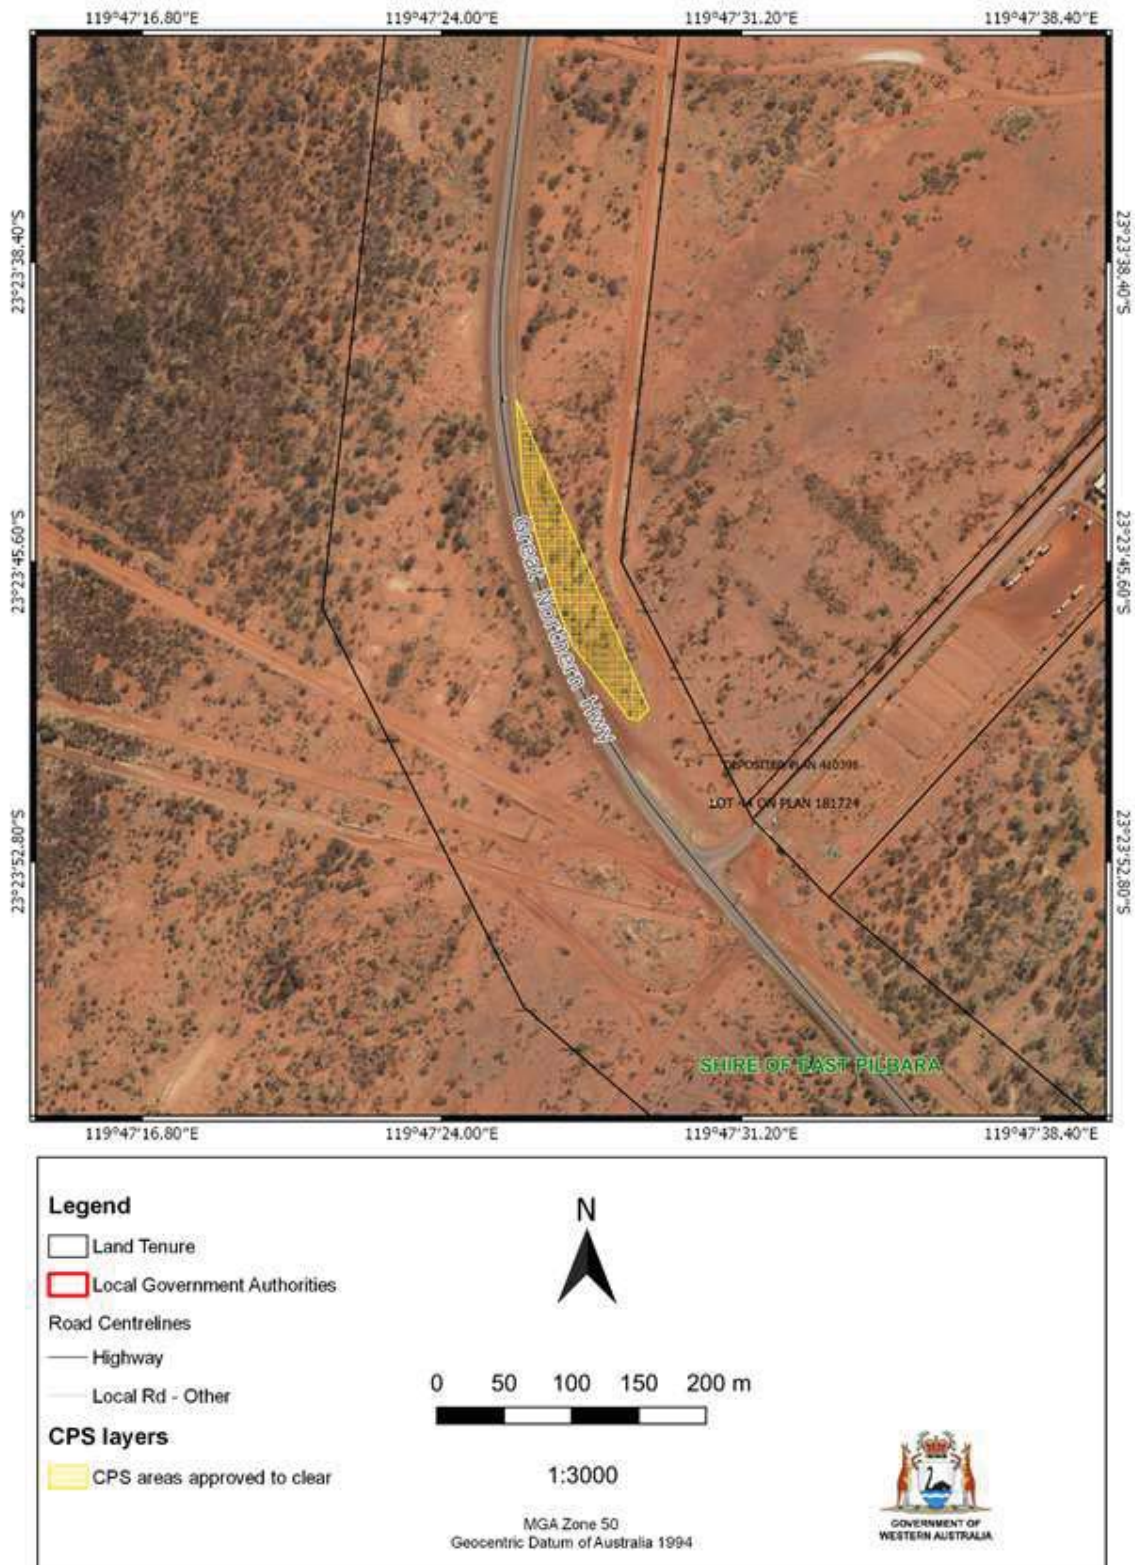 119°47'16.80"E 119°47'24.00"E 119°47'31.20"E 119°47'38.40"E
23°23'38.40"S
23°23'38.40"S
23°23'45.60"S
23°23'45.60"S
Great Northern Hwy
DEPOSITED PLAN 410396
LOT 44 ON PLAN 181724
23°23'52.80"S
23°23'52.80"S
SHIRE OF EAST PILBARA
119°47'16.80"E 119°47'24.00"E 119°47'31.20"E 119°47'38.40"E
Legend
Land Tenure
Local Government Authorities
Road Centrelines
Highway
Local Rd - Other
CPS layers
CPS areas approved to clear
N
0 50 100 150 200 m
1:3000
MGA Zone 50
Geocentric Datum of Australia 1994
GOVERNMENT OF
WESTERN AUSTRALIA